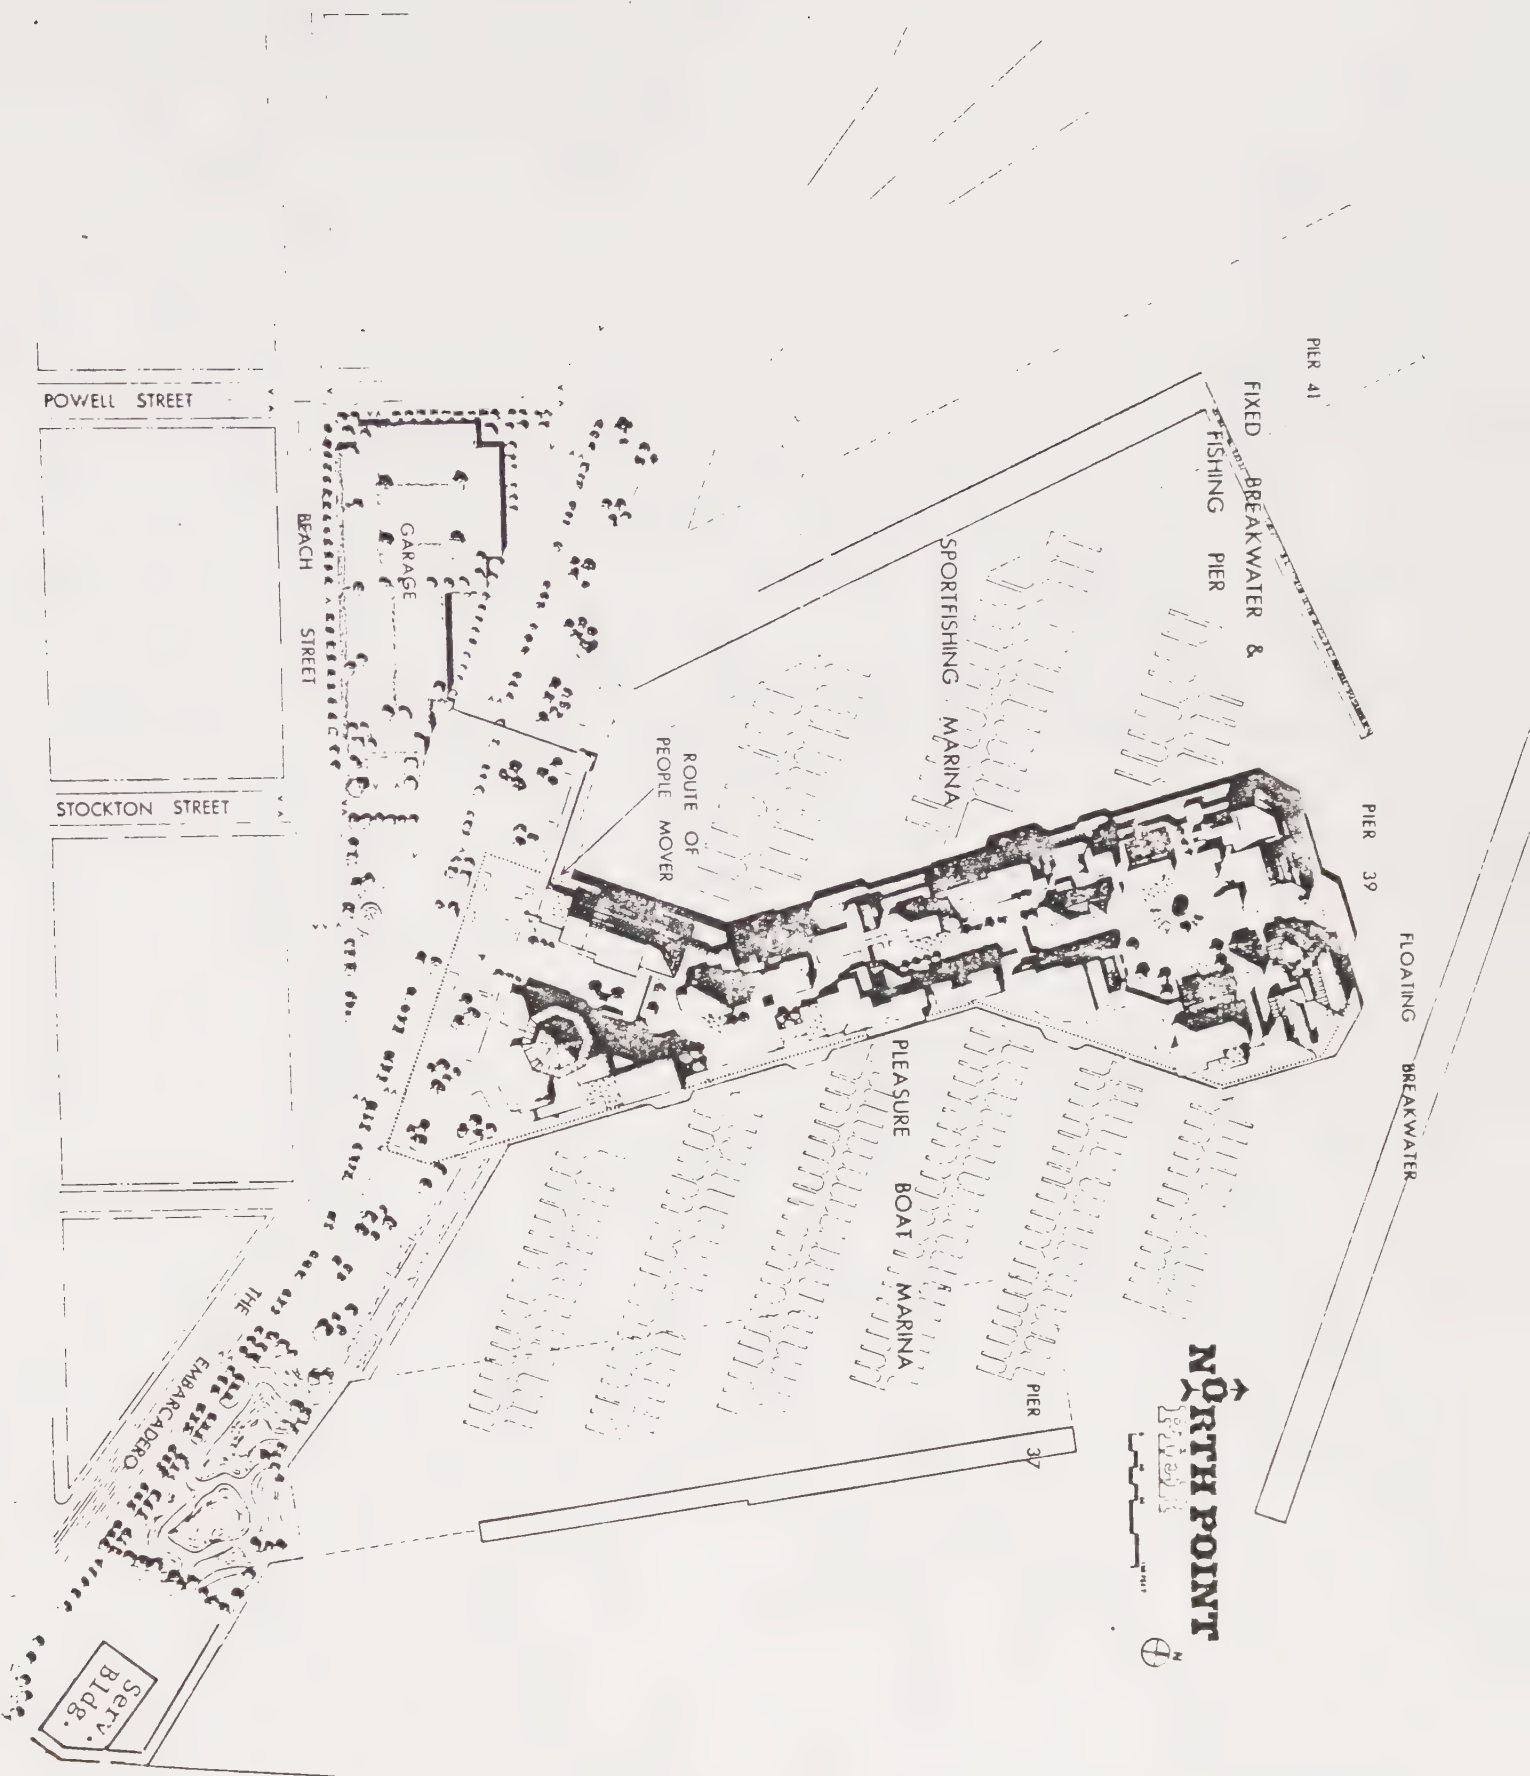 PIER 41
FIXED BREAKWATER &
FISHING PIER
PIER 39
FLOATING BREAKWATER
SPORTFISHING MARINA
ROUTE OF
PEOPLE MOVER
PLEASURE BOAT MARINA
PIER 37
POWELL STREET
BEACH STREET
GARAGE
STOCKTON STREET
THE EMBARCADERO
NORTH POINT
N
Serv.
Bldg.